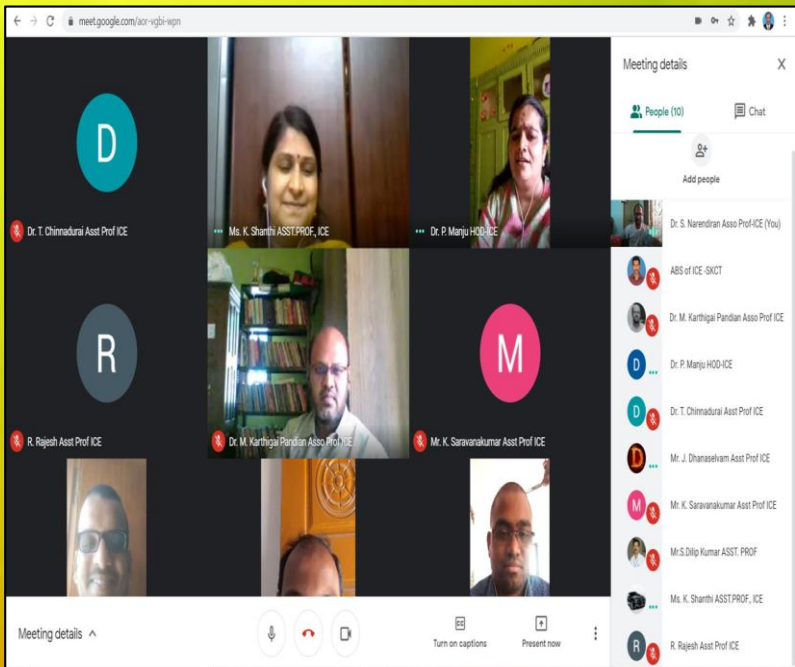 meet.google.com/aor-vgbi-wpn
D
Dr. T. Chinnadurai Asst Prof ICE
Ms. K. Shanthi ASST.PROF., ICE
Dr. P. Manju HOD-ICE
R
R. Rajesh Asst Prof ICE
Dr. M. Karthigai Pandian Asso Prof ICE
M
Mr. K. Saravanakumar Asst Prof ICE
Meeting details
Turn on captions
Present now
Meeting details
People (10)
Chat
Add people
Dr. S. Narendiran Asso Prof-ICE (You)
ABS of ICE -SKCT
Dr. M. Karthigai Pandian Asso Prof ICE
D
Dr. P. Manju HOD-ICE
D
Dr. T. Chinnadurai Asst Prof ICE
D
Mr. J. Dhanaselvam Asst Prof ICE
M
Mr. K. Saravanakumar Asst Prof ICE
Mr.S.Dilip Kumar ASST. PROF
Ms. K. Shanthi ASST.PROF., ICE
R
R. Rajesh Asst Prof ICE